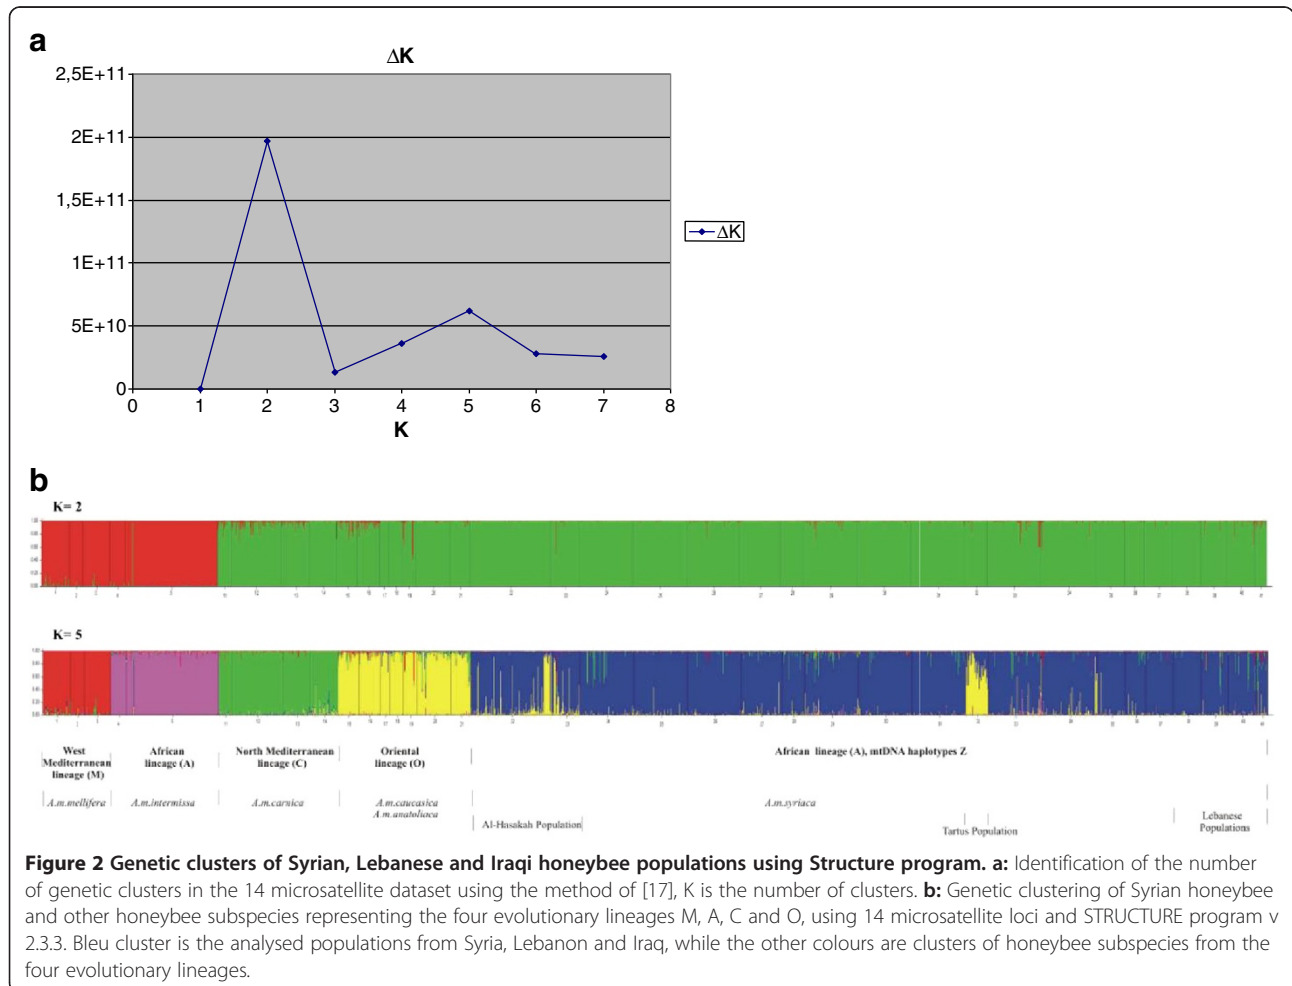 a
ΔK
2,5E+11
2E+11
1,5E+11
1E+11
5E+10
0
0 1 2 3 4 5 6 7 8
K
ΔK
b
K= 2
K= 5
West Mediterranean lineage (M)
African lineage (A)
North Mediterranean lineage (C)
Oriental lineage (O)
African lineage (A), mtDNA haplotypes Z
A.m.mellifera
A.m.intermissa
A.m.carnica
A.m.caucasica
A.m.anatoliaca
A.m.syriaca
Al-Hasakah Population
Tartus Population
Lebanese Populations
Figure 2 Genetic clusters of Syrian, Lebanese and Iraqi honeybee populations using Structure program. a: Identification of the number
of genetic clusters in the 14 microsatellite dataset using the method of [17], K is the number of clusters. b: Genetic clustering of Syrian honeybee
and other honeybee subspecies representing the four evolutionary lineages M, A, C and O, using 14 microsatellite loci and STRUCTURE program v
2.3.3. Bleu cluster is the analysed populations from Syria, Lebanon and Iraq, while the other colours are clusters of honeybee subspecies from the
four evolutionary lineages.